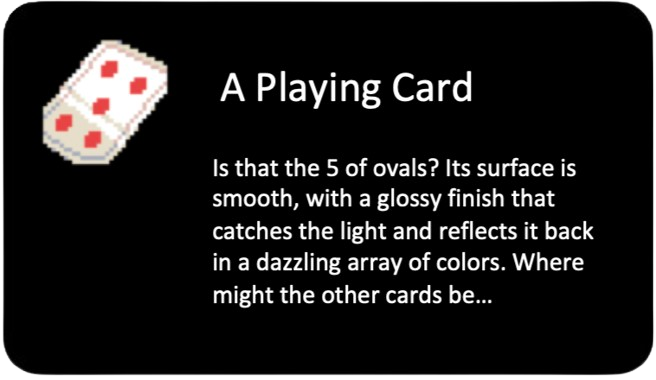 A Playing Card
Is that the 5 of ovals? Its surface is
smooth, with a glossy finish that
catches the light and reflects it back
in a dazzling array of colors. Where
might the other cards be...